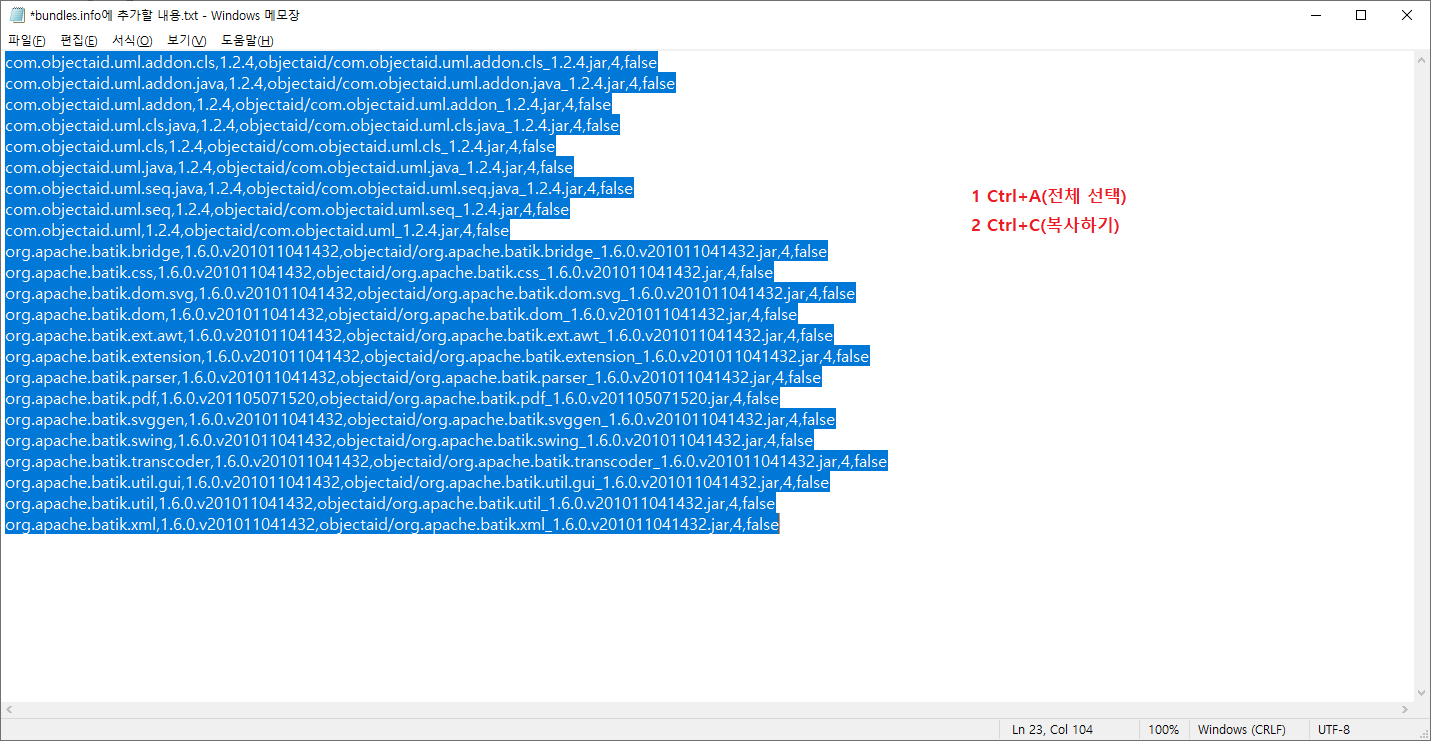 *bundles.info에 추가할 내용.txt - Windows 메모장
파일(F) 편집(E) 서식(O) 보기(V) 도움말(H)
com.objectaid.uml.addon.cls,1.2.4,objectaid/com.objectaid.uml.addon.cls_1.2.4.jar,4,false
com.objectaid.uml.addon.java,1.2.4,objectaid/com.objectaid.uml.addon.java_1.2.4.jar,4,false
com.objectaid.uml.addon,1.2.4,objectaid/com.objectaid.uml.addon_1.2.4.jar,4,false
com.objectaid.uml.cls.java,1.2.4,objectaid/com.objectaid.uml.cls.java_1.2.4.jar,4,false
com.objectaid.uml.cls,1.2.4,objectaid/com.objectaid.uml.cls_1.2.4.jar,4,false
com.objectaid.uml.java,1.2.4,objectaid/com.objectaid.uml.java_1.2.4.jar,4,false
com.objectaid.uml.seq.java,1.2.4,objectaid/com.objectaid.uml.seq.java_1.2.4.jar,4,false
com.objectaid.uml.seq,1.2.4,objectaid/com.objectaid.uml.seq_1.2.4.jar,4,false
com.objectaid.uml,1.2.4,objectaid/com.objectaid.uml_1.2.4.jar,4,false
org.apache.batik.bridge,1.6.0.v201011041432,objectaid/org.apache.batik.bridge_1.6.0.v201011041432.jar,4,false
org.apache.batik.css,1.6.0.v201011041432,objectaid/org.apache.batik.css_1.6.0.v201011041432.jar,4,false
org.apache.batik.dom.svg,1.6.0.v201011041432,objectaid/org.apache.batik.dom.svg_1.6.0.v201011041432.jar,4,false
org.apache.batik.dom,1.6.0.v201011041432,objectaid/org.apache.batik.dom_1.6.0.v201011041432.jar,4,false
org.apache.batik.ext.awt,1.6.0.v201011041432,objectaid/org.apache.batik.ext.awt_1.6.0.v201011041432.jar,4,false
org.apache.batik.extension,1.6.0.v201011041432,objectaid/org.apache.batik.extension_1.6.0.v201011041432.jar,4,false
org.apache.batik.parser,1.6.0.v201011041432,objectaid/org.apache.batik.parser_1.6.0.v201011041432.jar,4,false
org.apache.batik.pdf,1.6.0.v201105071520,objectaid/org.apache.batik.pdf_1.6.0.v201105071520.jar,4,false
org.apache.batik.svggen,1.6.0.v201011041432,objectaid/org.apache.batik.svggen_1.6.0.v201011041432.jar,4,false
org.apache.batik.swing,1.6.0.v201011041432,objectaid/org.apache.batik.swing_1.6.0.v201011041432.jar,4,false
org.apache.batik.transcoder,1.6.0.v201011041432,objectaid/org.apache.batik.transcoder_1.6.0.v201011041432.jar,4,false
org.apache.batik.util.gui,1.6.0.v201011041432,objectaid/org.apache.batik.util.gui_1.6.0.v201011041432.jar,4,false
org.apache.batik.util,1.6.0.v201011041432,objectaid/org.apache.batik.util_1.6.0.v201011041432.jar,4,false
org.apache.batik.xml,1.6.0.v201011041432,objectaid/org.apache.batik.xml_1.6.0.v201011041432.jar,4,false
1 Ctrl+A(전체 선택)
2 Ctrl+C(복사하기)
Ln 23, Col 104 100% Windows (CRLF) UTF-8